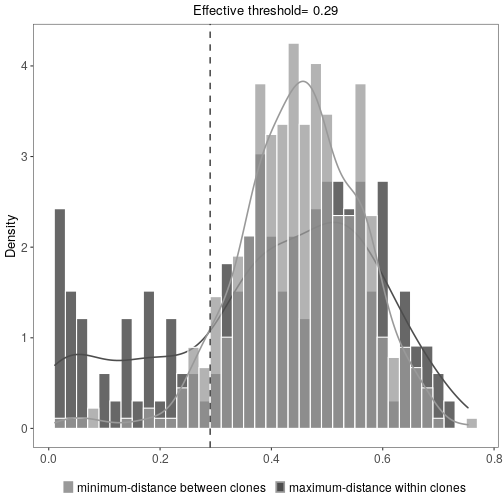 Effective threshold= 0.29
4
3
2
1
0
Density
0.0 0.2 0.4 0.6 0.8
minimum-distance between clones maximum-distance within clones